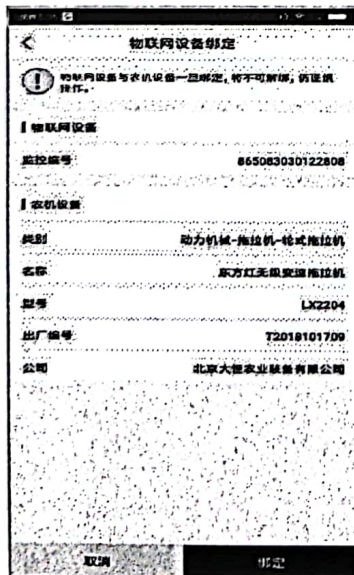 物联网设备绑定
物联网设备与农机设备一旦绑定,将不可解绑,仍谨慎
操作。
物联网设备
监控编号 865083030122808
农机设备
类别 动力机械-拖拉机-轮式拖拉机
名称 东方红无级变速拖拉机
型号 LX2204
出厂编号 T2018101709
公司 北京大恒农业装备有限公司
取消 绑定